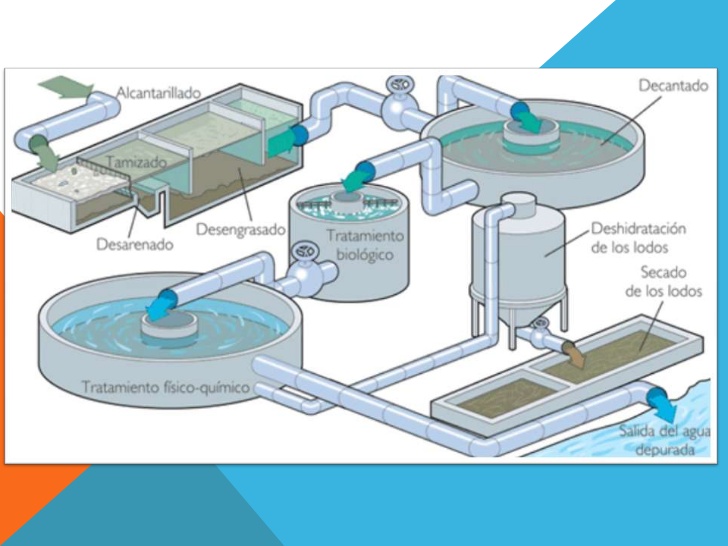 Alcantarillado
Decantado
Tamizado
Desarenado
Desengrasado
Tratamiento
biológico
Deshidratación
de los lodos
Secado
de los lodos
Tratamiento físico-químico
Salida del agua
depurada